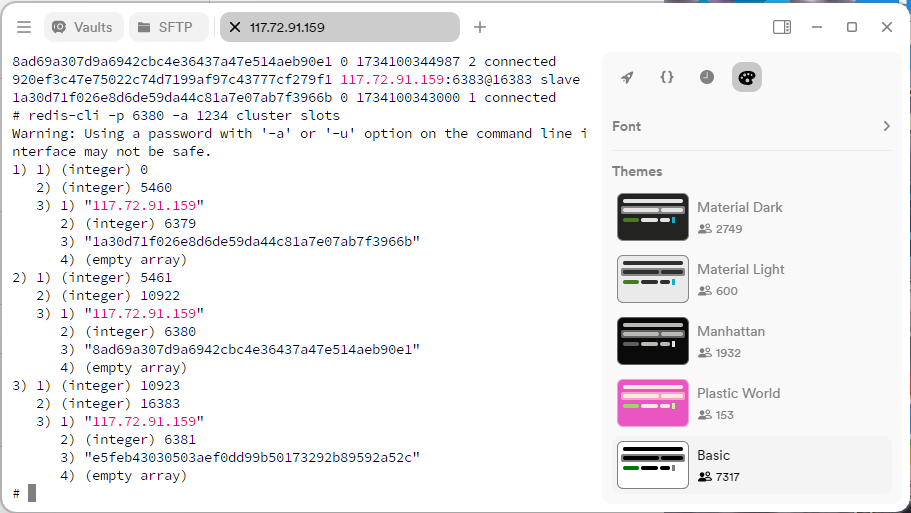 Vaults
SFTP
117.72.91.159
8ad69a307d9a6942cbc4e36437a47e514aeb90e1 0 1734100344987 2 connected
920ef3c47e75022c74d7199af97c43777cf279f1 117.72.91.159:6383@16383 slave
1a30d71f026e8d6de59da44c81a7e07ab7f3966b 0 1734100343000 1 connected
# redis-cli -p 6380 -a 1234 cluster slots
Warning: Using a password with '-a' or '-u' option on the command line i
nterface may not be safe.
1) 1) (integer) 0
   2) (integer) 5460
   3) 1) "117.72.91.159"
      2) (integer) 6379
      3) "1a30d71f026e8d6de59da44c81a7e07ab7f3966b"
      4) (empty array)
2) 1) (integer) 5461
   2) (integer) 10922
   3) 1) "117.72.91.159"
      2) (integer) 6380
      3) "8ad69a307d9a6942cbc4e36437a47e514aeb90e1"
      4) (empty array)
3) 1) (integer) 10923
   2) (integer) 16383
   3) 1) "117.72.91.159"
      2) (integer) 6381
      3) "e5feb43030503aef0dd99b50173292b89592a52c"
      4) (empty array)
#
Font
Themes
Material Dark
2749
Material Light
600
Manhattan
1932
Plastic World
153
Basic
7317